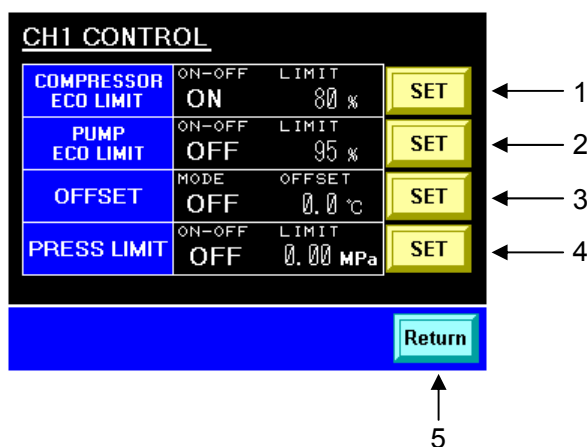 CH1 CONTROL
COMPRESSOR ECO LIMIT
ON-OFF LIMIT
ON 80 %
SET
1
PUMP ECO LIMIT
ON-OFF LIMIT
OFF 95 %
SET
2
OFFSET
MODE OFFSET
OFF 0.0 ℃
SET
3
PRESS LIMIT
ON-OFF LIMIT
OFF 0.00 MPa
SET
4
Return
5